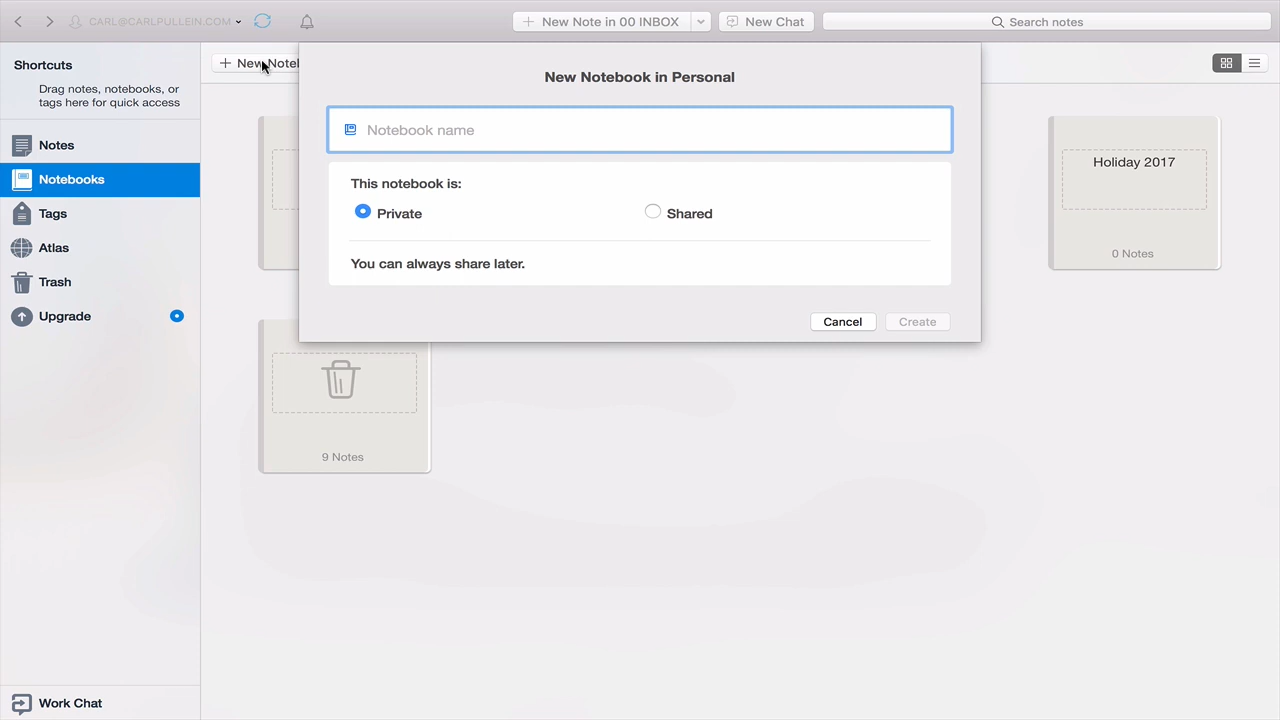 CARL@CARLPULLEIN.COM
New Note in 00 INBOX
New Chat
Search notes
Shortcuts
Drag notes, notebooks, or
tags here for quick access
Notes
Notebooks
Tags
Atlas
Trash
Upgrade
Work Chat
New
New Notebook in Personal
Notebook name
This notebook is:
Private
Shared
You can always share later.
Cancel
Create
Holiday 2017
0 Notes
9 Notes